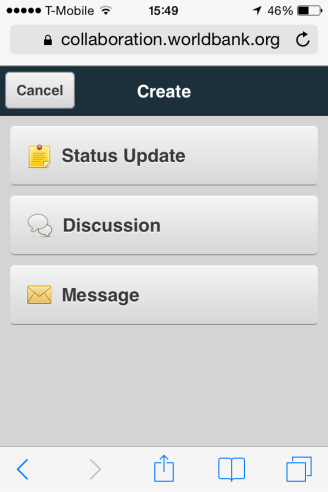 T-Mobile 15:49 46%
collaboration.worldbank.org
Cancel Create
Status Update
Discussion
Message